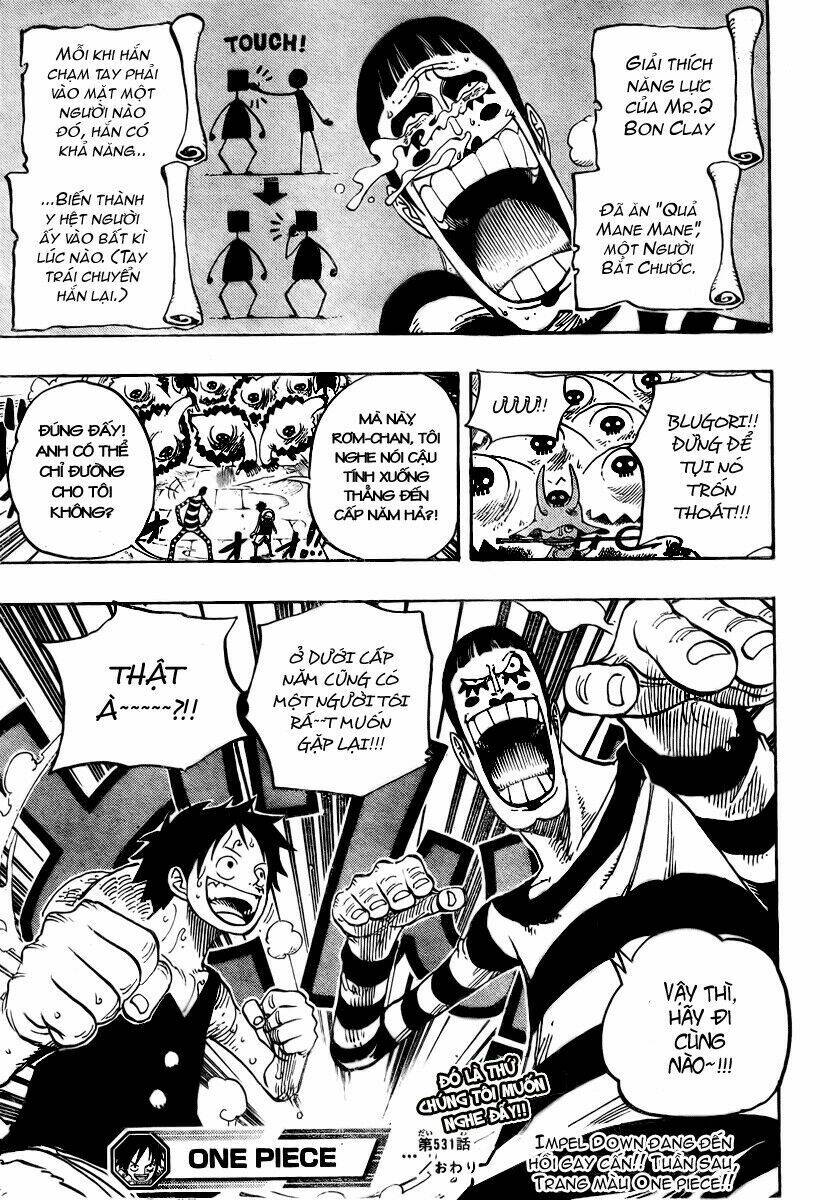 GIẢI THÍCH
NĂNG LỰC
CỦA MR.2
BON CLAY
ĐÃ ĂN "QUẢ
MANE MANE",
MỘT NGƯỜI
BẮT CHƯỚC.
TOUCH!
MỖI KHI HẮN
CHẠM TAY PHẢI
VÀO MẶT MỘT
NGƯỜI NÀO
ĐÓ, HẮN CÓ
KHẢ NĂNG..
...BIẾN THÀNH
Y HỆT NGƯỜI
ẤY VÀO BẤT KÌ
LÚC NÀO. (TAY
TRÁI CHUYỂN
HẮN LẠI.)
BLUGORI!!
ĐỪNG ĐỂ
TỤI NÓ
TRỐN
THOÁT!!!
ƯƯƯƯ!!
MÀ NÀY,
RƠM-CHAN, TÔI
NGHE NÓI CẬU
TÍNH XUỐNG
THẲNG ĐẾN
CẤP NĂM HẢ?!
ĐÚNG ĐẤY!
ANH CÓ THỂ
CHỈ ĐƯỜNG
CHO TÔI
KHÔNG?
Ở DƯỚI CẤP
NĂM CŨNG CÓ
MỘT NGƯỜI TÔI
RẤ~~T MUỐN
GẶP LẠI!!!
THẬT
À~~~~~?!!
VẬY THÌ,
HÃY ĐI
CÙNG
NÀO~!!!
ĐÓ LÀ THỨ
CHÚNG TÔI MUỐN
NGHE ĐẤY!!
ONE PIECE
...
第531話
だい わ
おわり
IMPEL DOWN ĐANG ĐẾN
HỒI GAY CẤN!! TUẦN SAU,
TRANG MÀU ONE PIECE!!